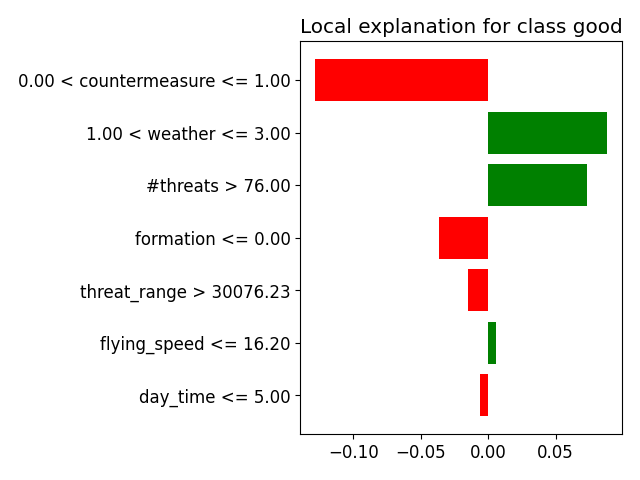 Local explanation for class good
0.00 < countermeasure <= 1.00
1.00 < weather <= 3.00
#threats > 76.00
formation <= 0.00
threat_range > 30076.23
flying_speed <= 16.20
day_time <= 5.00
−0.10 −0.05 0.00 0.05